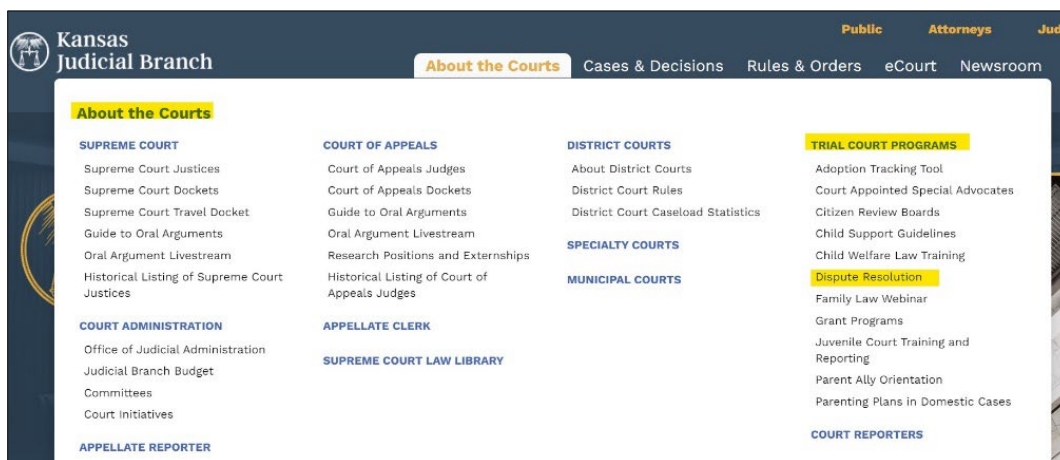 Kansas
Judicial Branch
Public Attorneys
About the Courts Cases & Decisions Rules & Orders eCourt Newsroom
About the Courts
SUPREME COURT
Supreme Court Justices
Supreme Court Dockets
Supreme Court Travel Docket
Guide to Oral Arguments
Oral Argument Livestream
Historical Listing of Supreme Court
Justices
COURT ADMINISTRATION
Office of Judicial Administration
Judicial Branch Budget
Committees
Court Initiatives
APPELLATE REPORTER
COURT OF APPEALS
Court of Appeals Judges
Court of Appeals Dockets
Guide to Oral Arguments
Oral Argument Livestream
Research Positions and Externships
Historical Listing of Court of
Appeals Judges
APPELLATE CLERK
SUPREME COURT LAW LIBRARY
DISTRICT COURTS
About District Courts
District Court Rules
District Court Caseload Statistics
SPECIALTY COURTS
MUNICIPAL COURTS
TRIAL COURT PROGRAMS
Adoption Tracking Tool
Court Appointed Special Advocates
Citizen Review Boards
Child Support Guidelines
Child Welfare Law Training
Dispute Resolution
Family Law Webinar
Grant Programs
Juvenile Court Training and
Reporting
Parent Ally Orientation
Parenting Plans in Domestic Cases
COURT REPORTERS